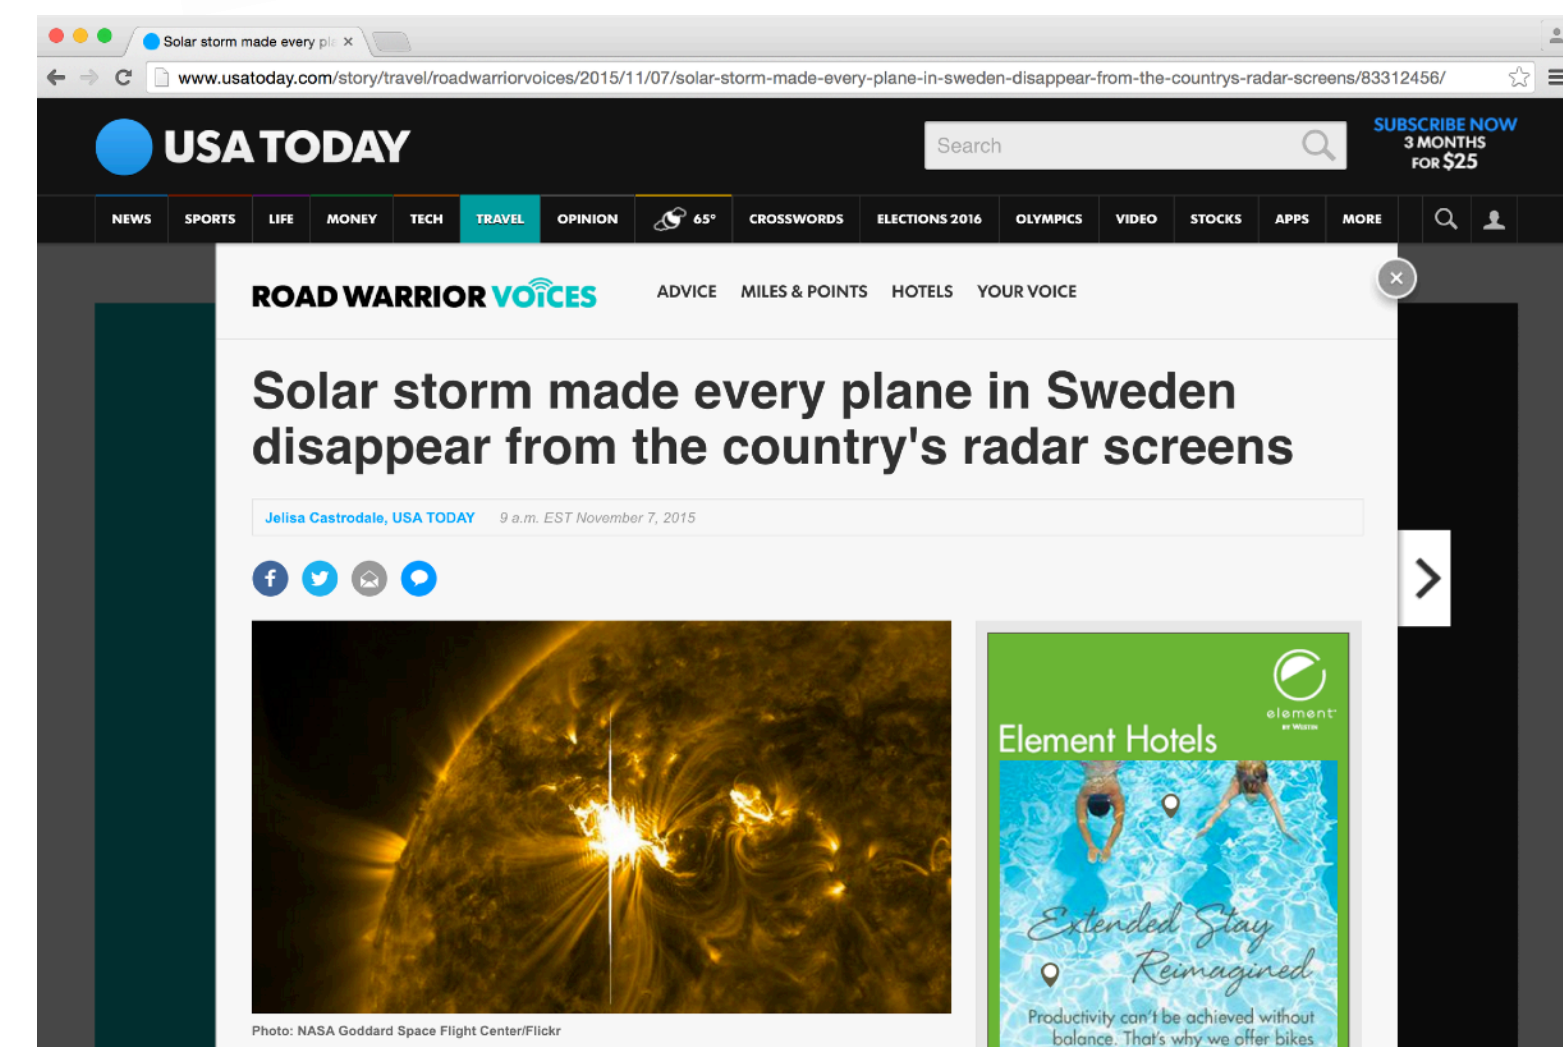 Solar storm made every pl
www.usatoday.com/story/travel/roadwarriorvoices/2015/11/07/solar-storm-made-every-plane-in-sweden-disappear-from-the-countrys-radar-screens/83312456/
USA TODAY
Search
SUBSCRIBE NOW
3 MONTHS
FOR $25
NEWS SPORTS LIFE MONEY TECH TRAVEL OPINION 65° CROSSWORDS ELECTIONS 2016 OLYMPICS VIDEO STOCKS APPS MORE
ROAD WARRIOR VOICES ADVICE MILES & POINTS HOTELS YOUR VOICE
Solar storm made every plane in Sweden
disappear from the country's radar screens
Jelisa Castrodale, USA TODAY 9 a.m. EST November 7, 2015
element
BY WESTIN
Element Hotels
Extended Stay
Reimagined
Productivity can't be achieved without
balance. That's why we offer bikes
Photo: NASA Goddard Space Flight Center/Flickr